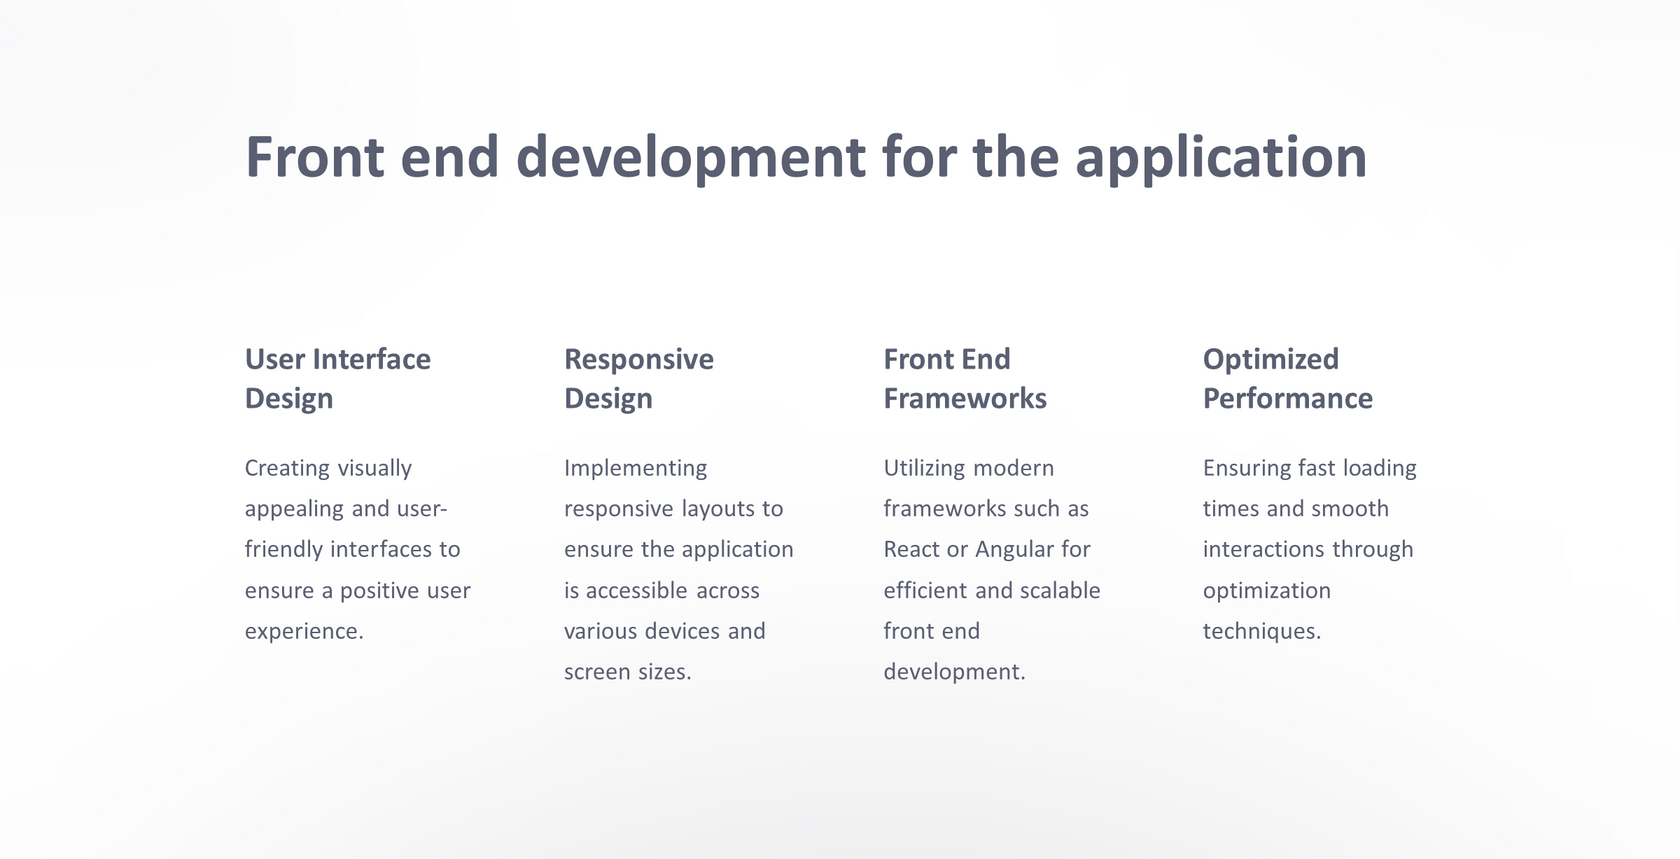 Front end development for the application
User Interface
Design
Creating visually
appealing and user-
friendly interfaces to
ensure a positive user
experience.
Responsive
Design
Implementing
responsive layouts to
ensure the application
is accessible across
various devices and
screen sizes.
Front End
Frameworks
Utilizing modern
frameworks such as
React or Angular for
efficient and scalable
front end
development.
Optimized
Performance
Ensuring fast loading
times and smooth
interactions through
optimization
techniques.